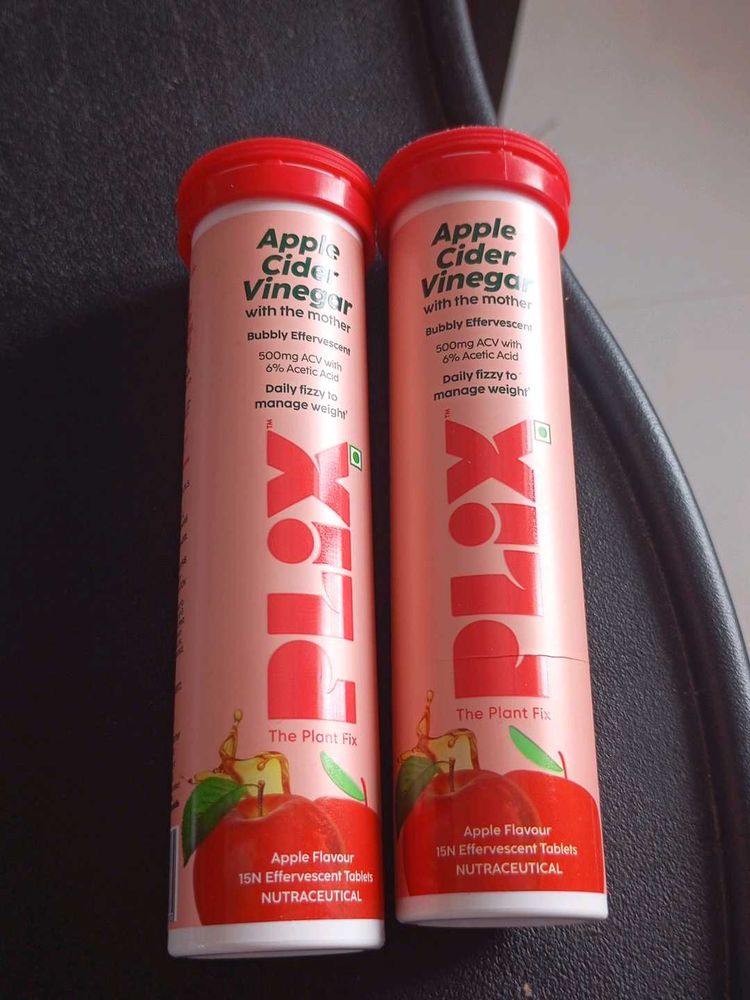 Apple
Cider
Vinegar
with the mother
Bubbly Effervescent
500mg ACV with
6% Acetic Acid
Daily fizzy to
manage weight†
PLiX™
The Plant Fix
Apple Flavour
15N Effervescent Tablets
NUTRACEUTICAL
Apple
Cider
Vinegar
with the mother
Bubbly Effervescent
500mg ACV with
6% Acetic Acid
Daily fizzy to
manage weight†
PLiX™
The Plant Fix
Apple Flavour
15N Effervescent Tablets
NUTRACEUTICAL